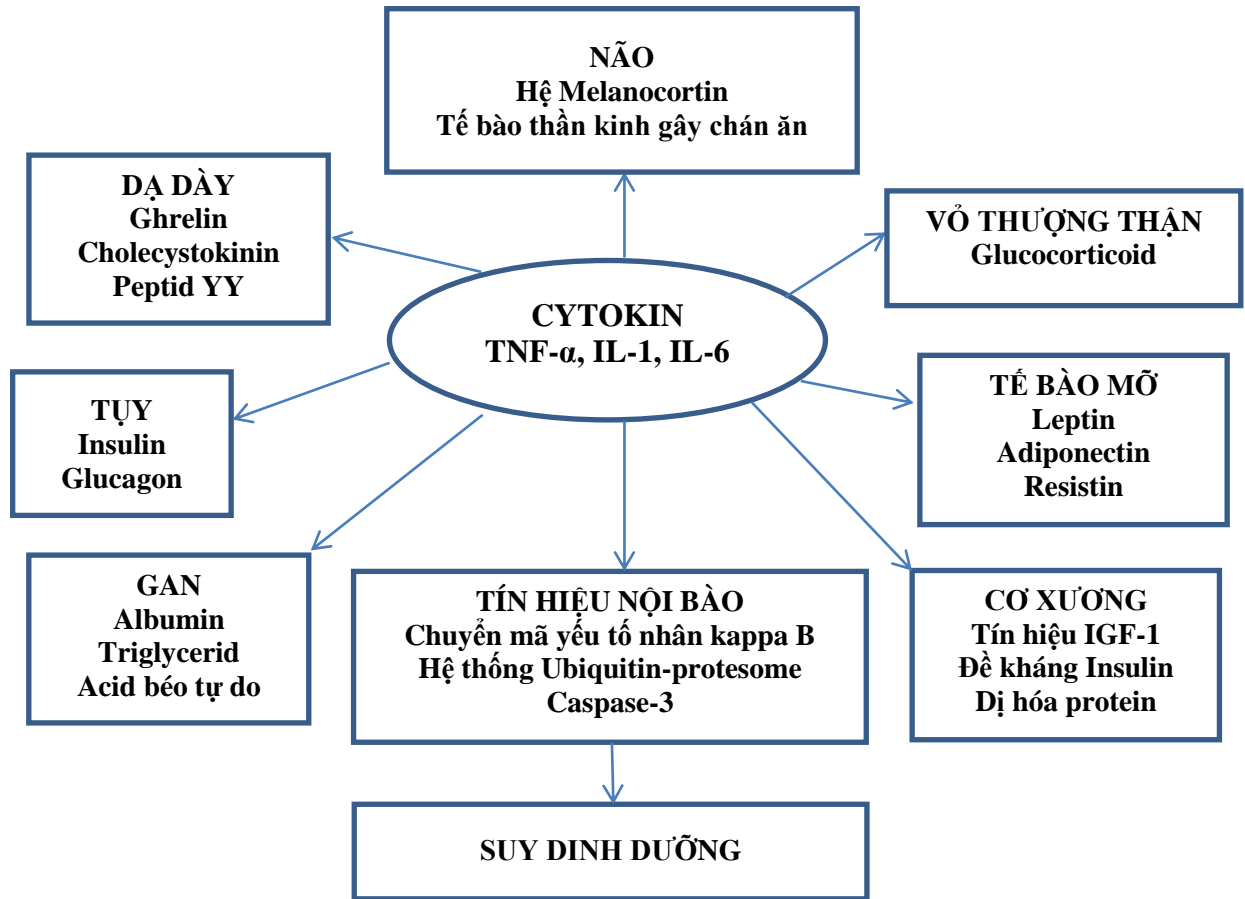 NÃO
Hệ Melanocortin
Tế bào thần kinh gây chán ăn
DẠ DÀY
Ghrelin
Cholecystokinin
Peptid YY
VỎ THƯỢNG THẬN
Glucocorticoid
CYTOKIN
TNF-α, IL-1, IL-6
TỤY
Insulin
Glucagon
TẾ BÀO MỠ
Leptin
Adiponectin
Resistin
GAN
Albumin
Triglycerid
Acid béo tự do
TÍN HIỆU NỘI BÀO
Chuyển mã yếu tố nhân kappa B
Hệ thống Ubiquitin-protesome
Caspase-3
CƠ XƯƠNG
Tín hiệu IGF-1
Đề kháng Insulin
Dị hóa protein
SUY DINH DƯỠNG